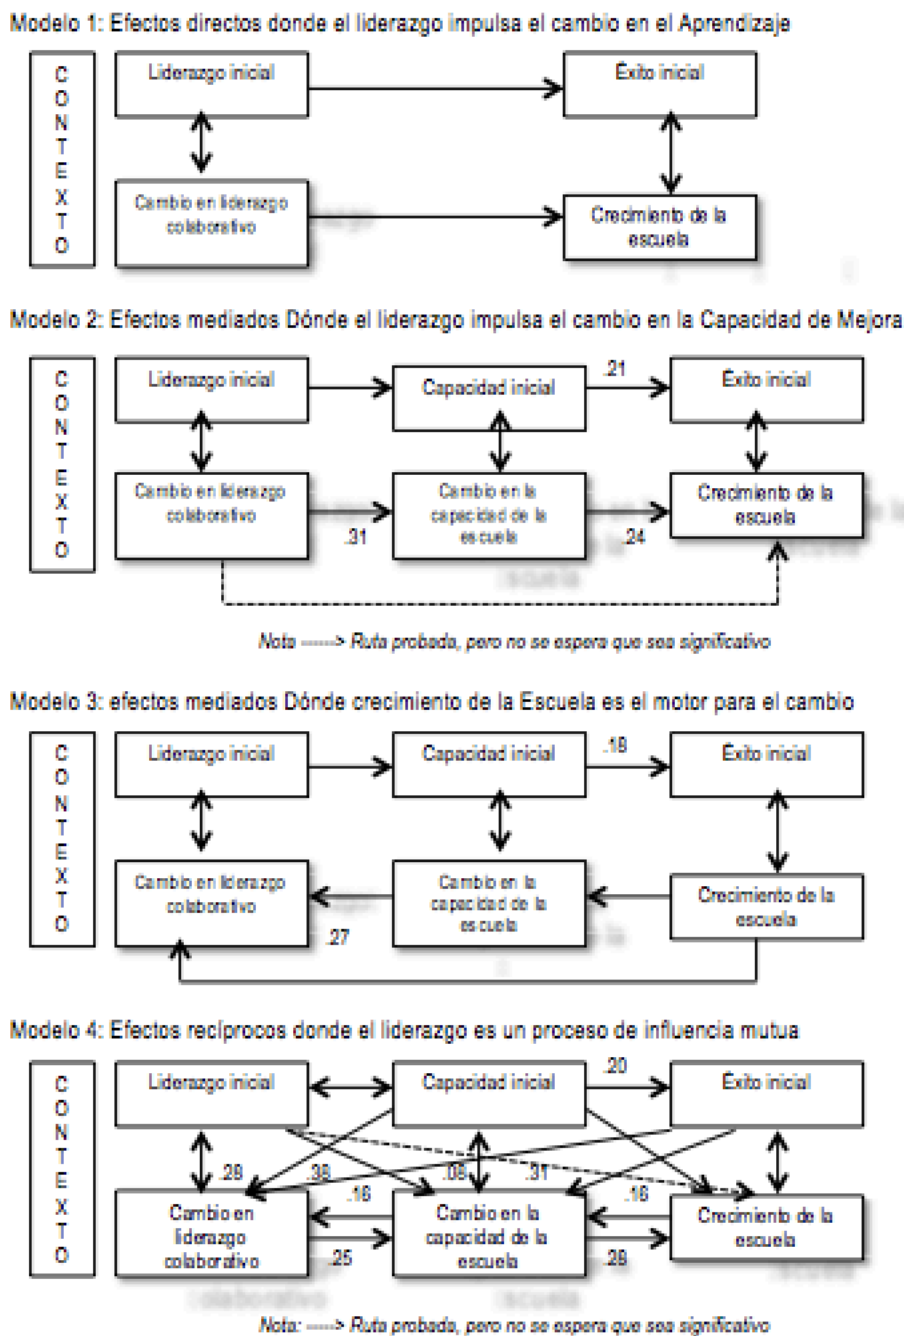 Modelo 1: Efectos directos donde el liderazgo impulsa el cambio en el Aprendizaje
CONTEXTO
Liderazgo inicial
Éxito inicial
Cambio en liderazgo
colaborativo
Crecimiento de la
escuela
Modelo 2: Efectos mediados Dónde el liderazgo impulsa el cambio en la Capacidad de Mejora
CONTEXTO
Liderazgo inicial
Capacidad inicial
.21
Éxito inicial
Cambio en liderazgo
colaborativo
.31
Cambio en la
capacidad de la
escuela
.24
Crecimiento de la
escuela
Nota ------> Ruta probada, pero no se espera que sea significativo
Modelo 3: efectos mediados Dónde crecimiento de la Escuela es el motor para el cambio
CONTEXTO
Liderazgo inicial
Capacidad inicial
.18
Éxito inicial
Cambio en liderazgo
colaborativo
.27
Cambio en la
capacidad de la
escuela
Crecimiento de la
escuela
Modelo 4: Efectos recíprocos donde el liderazgo es un proceso de influencia mutua
CONTEXTO
Liderazgo inicial
Capacidad inicial
.20
Éxito inicial
.28
.38
.08
.31
.16
.16
Cambio en
liderazgo
colaborativo
.25
Cambio en la
capacidad de la
escuela
.28
Crecimiento de la
escuela
Nota: -----> Ruta probada, pero no se espera que sea significativo